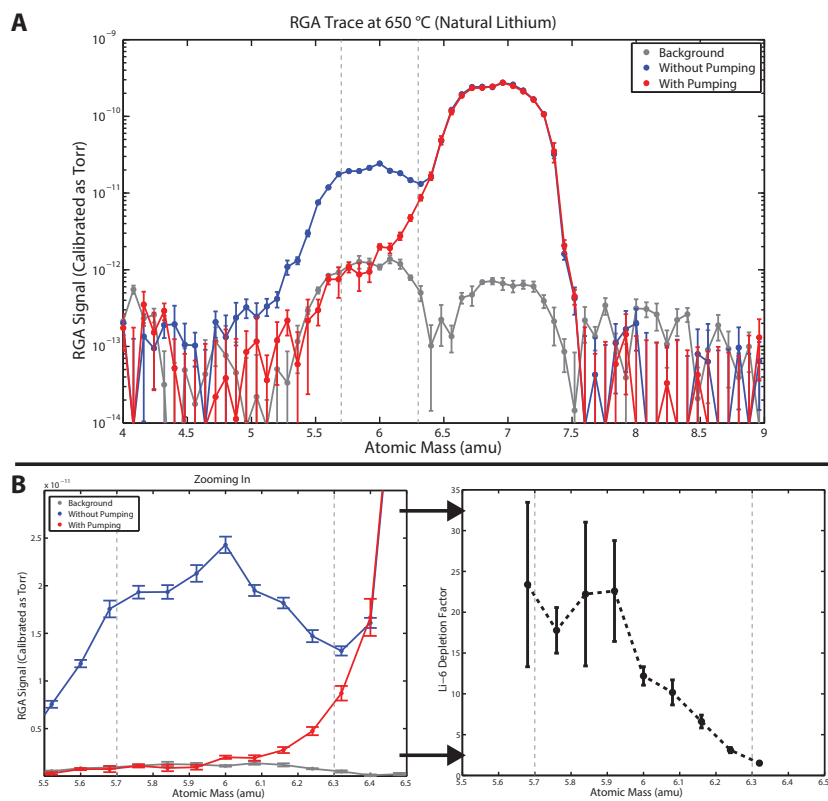 A
RGA Trace at 650 °C (Natural Lithium)
10⁻⁹
10⁻¹⁰
10⁻¹¹
10⁻¹²
10⁻¹³
10⁻¹⁴
RGA Signal (Calibrated as Torr)
Background
Without Pumping
With Pumping
4 4.5 5 5.5 6 6.5 7 7.5 8 8.5 9
Atomic Mass (amu)
B
x 10⁻¹¹
Zooming In
Background
Without Pumping
With Pumping
2.5
2
1.5
1
0.5
RGA Signal (Calibrated as Torr)
5.5 5.6 5.7 5.8 5.9 6 6.1 6.2 6.3 6.4 6.5
Atomic Mass (amu)
35
30
25
20
15
10
5
0
Li−6 Depletion Factor
5.5 5.6 5.7 5.8 5.9 6 6.1 6.2 6.3 6.4 6.5
Atomic Mass (amu)